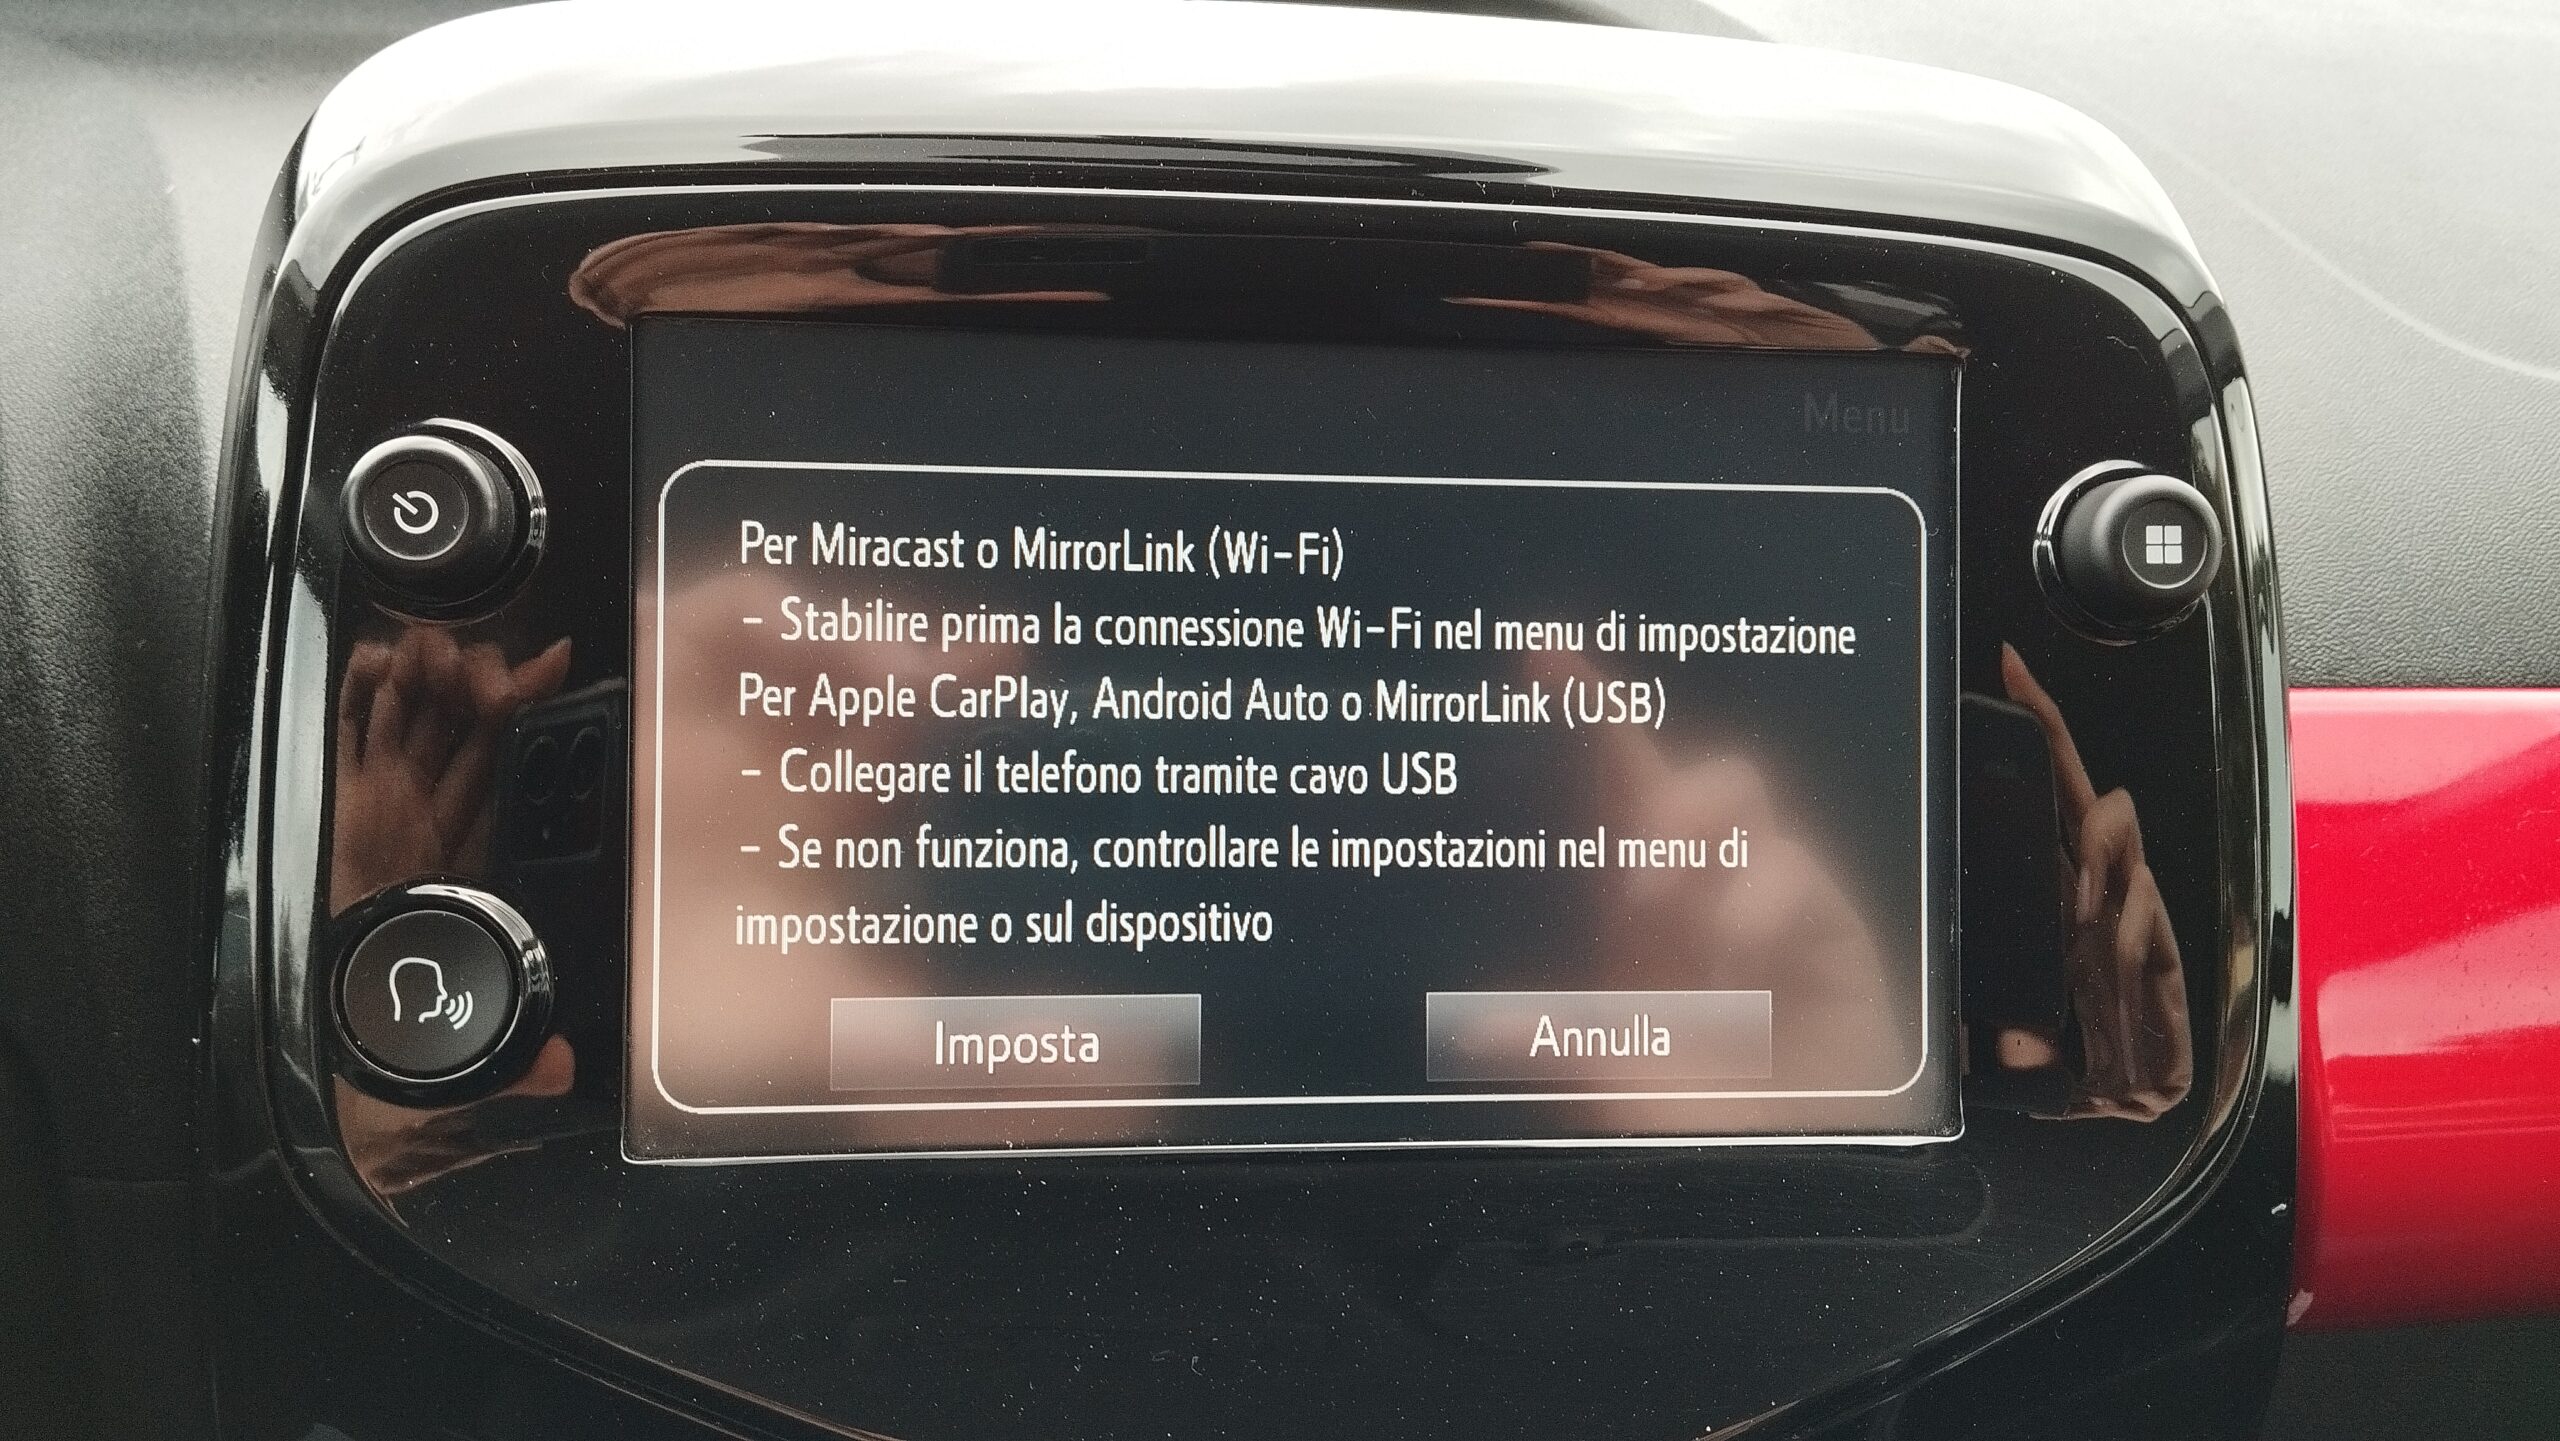 Menu
Per Miracast o MirrorLink (Wi-Fi)
- Stabilire prima la connessione Wi-Fi nel menu di impostazione
Per Apple CarPlay, Android Auto o MirrorLink (USB)
- Collegare il telefono tramite cavo USB
- Se non funziona, controllare le impostazioni nel menu di
impostazione o sul dispositivo
Imposta
Annulla